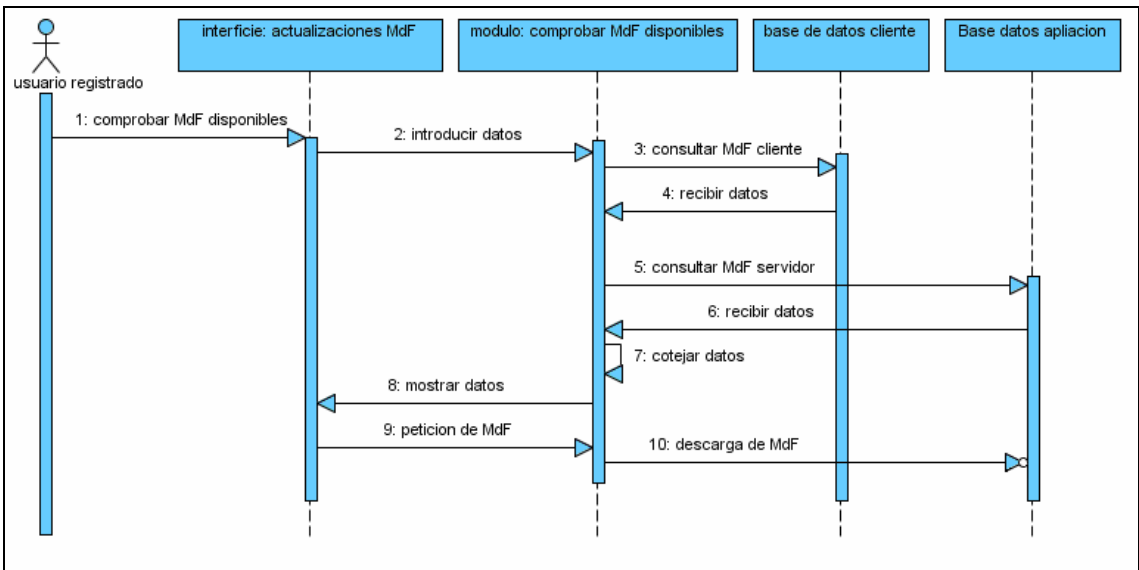 interficie: actualizaciones MdF
modulo: comprobar MdF disponibles
base de datos cliente
Base datos apliacion
usuario registrado
1: comprobar MdF disponibles
2: introducir datos
3: consultar MdF cliente
4: recibir datos
5: consultar MdF servidor
6: recibir datos
7: cotejar datos
8: mostrar datos
9: peticion de MdF
10: descarga de MdF